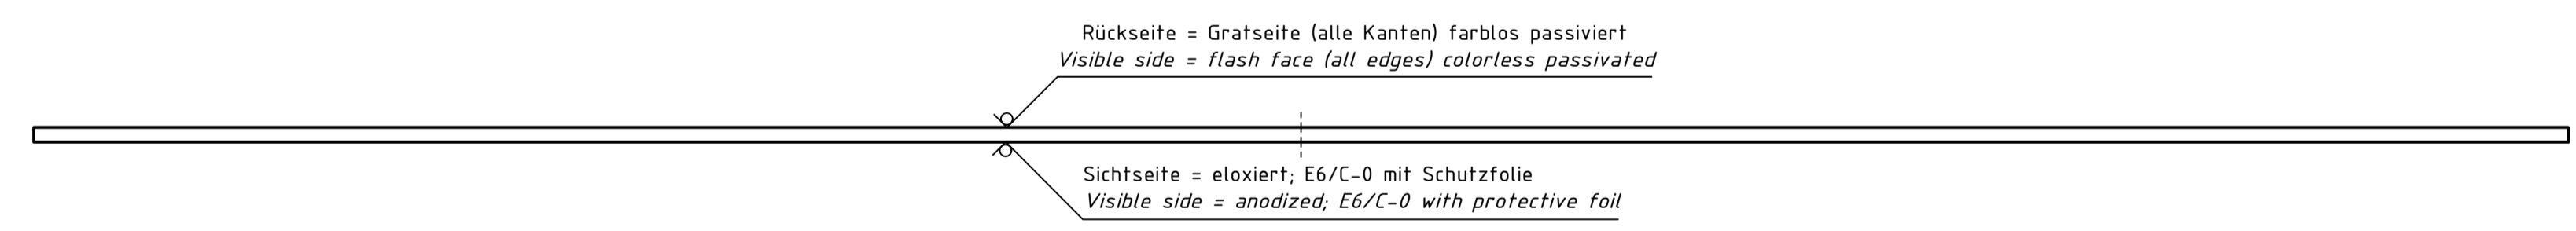 Rückseite = Gratseite (alle Kanten) farblos passiviert
Visible side = flash face (all edges) colorless passivated
Sichtseite = eloxiert; E6/C-0 mit Schutzfolie
Visible side = anodized; E6/C-0 with protective foil